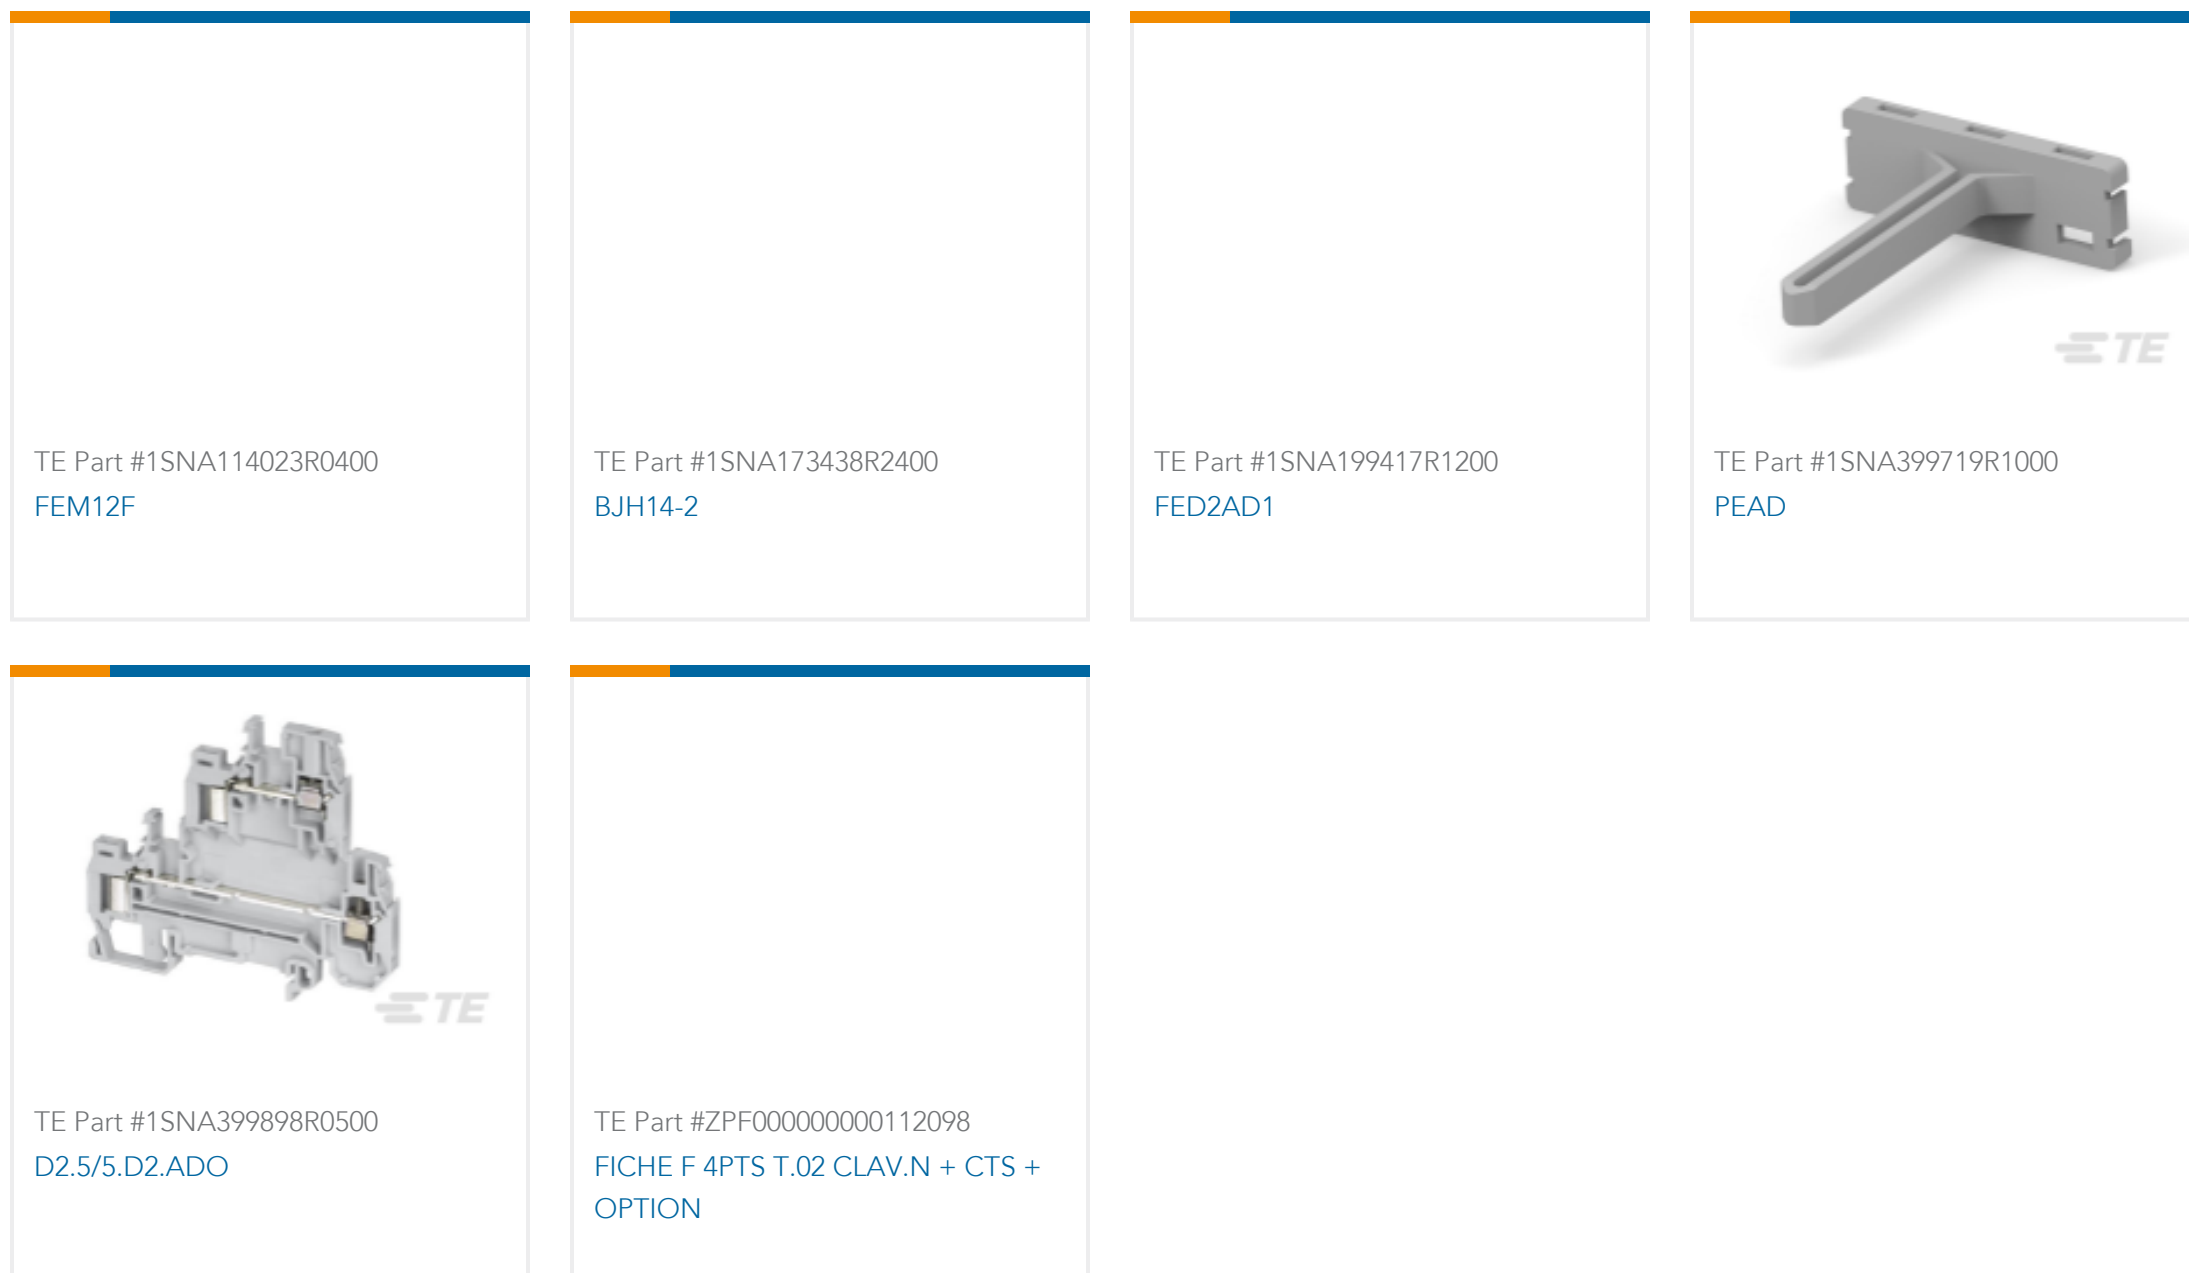 TE
TE Part #1SNA114023R0400
FEM12F
TE Part #1SNA173438R2400
BJH14-2
TE Part #1SNA199417R1200
FED2AD1
TE Part #1SNA399719R1000
PEAD
TE
TE Part #1SNA399898R0500
D2.5/5.D2.ADO
TE Part #ZPF000000000112098
FICHE F 4PTS T.02 CLAV.N + CTS +
OPTION